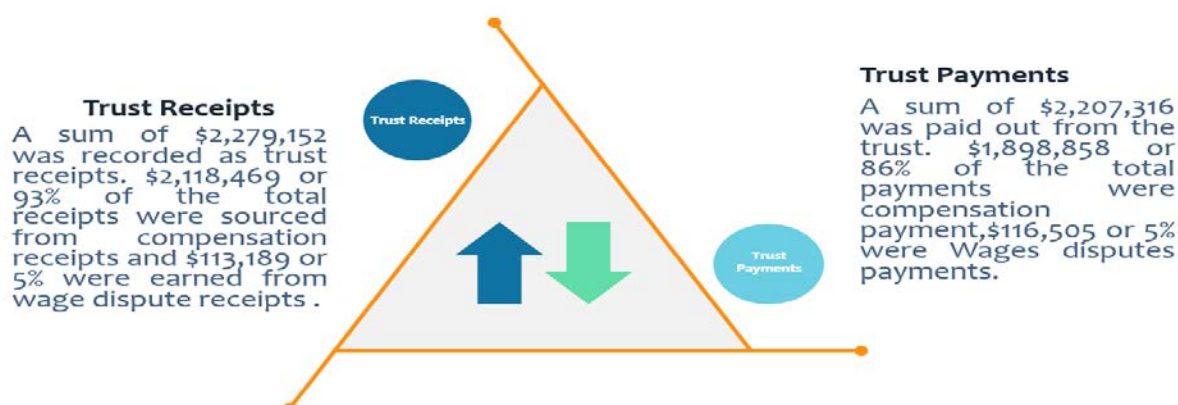 Trust Receipts
A sum of $2,279,152
was recorded as trust
receipts. $2,118,469 or
93% of the total
receipts were sourced
from compensation
receipts and $113,189 or
5% were earned from
wage dispute receipts .
Trust Receipts
Trust
Payments
Trust Payments
A sum of $2,207,316
was paid out from the
trust. $1,898,858 or
86% of the total
payments were
compensation
payment,$116,505 or 5%
were Wages disputes
payments.